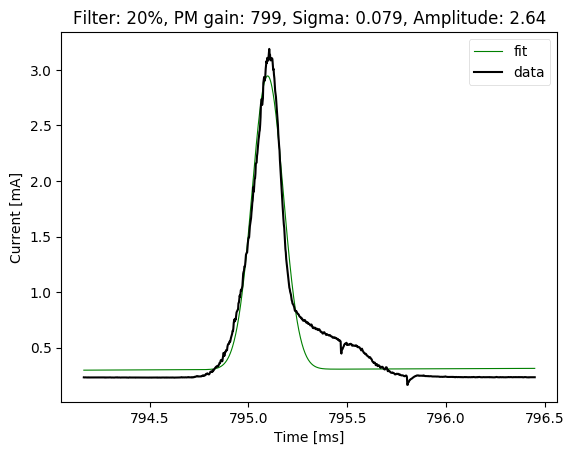 Filter: 20%, PM gain: 799, Sigma: 0.079, Amplitude: 2.64
fit
data
3.0
2.5
2.0
1.5
1.0
0.5
Current [mA]
794.5 795.0 795.5 796.0 796.5
Time [ms]